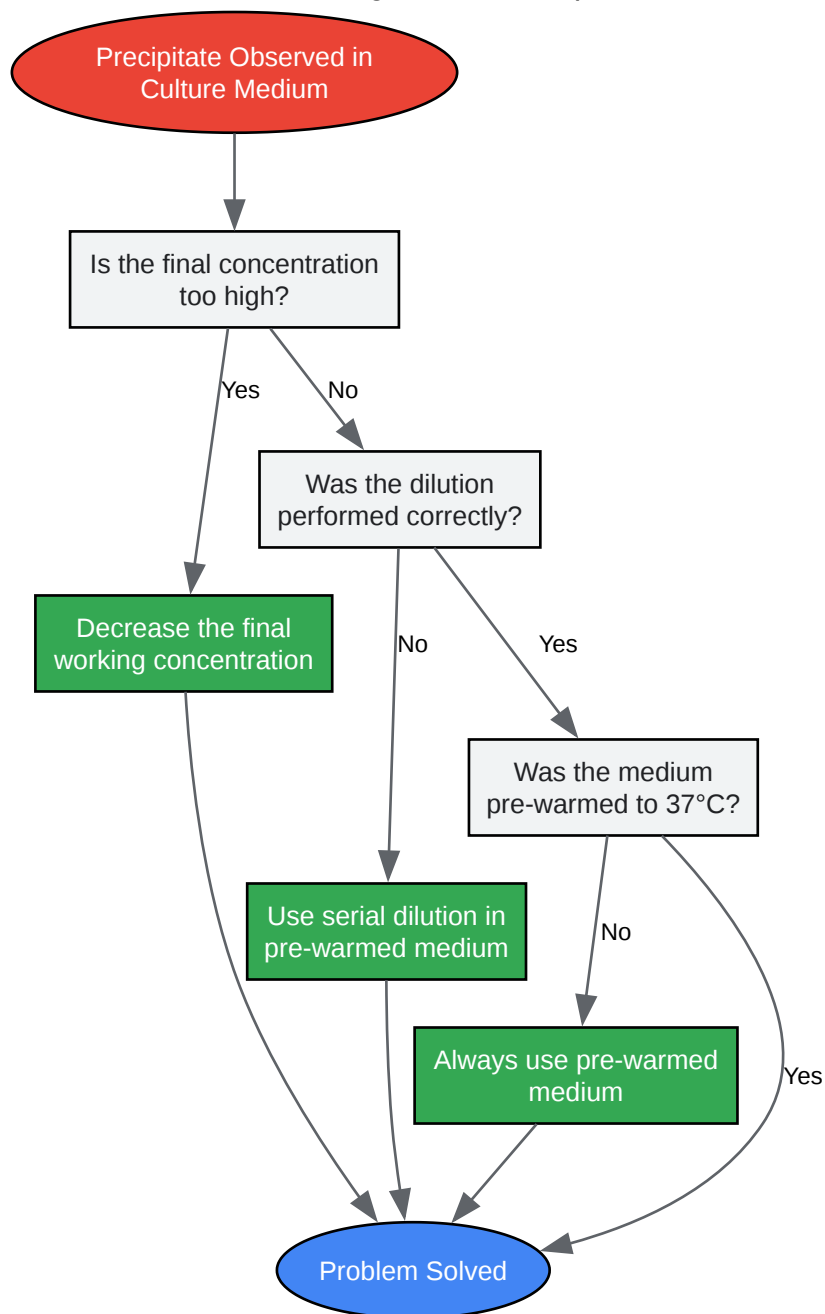 Precipitate Observed in
Culture Medium
Is the final concentration
too high?
Yes
No
Was the dilution
performed correctly?
Decrease the final
working concentration
No
Yes
Was the medium
pre-warmed to 37°C?
Use serial dilution in
pre-warmed medium
No
Always use pre-warmed
medium
Yes
Problem Solved